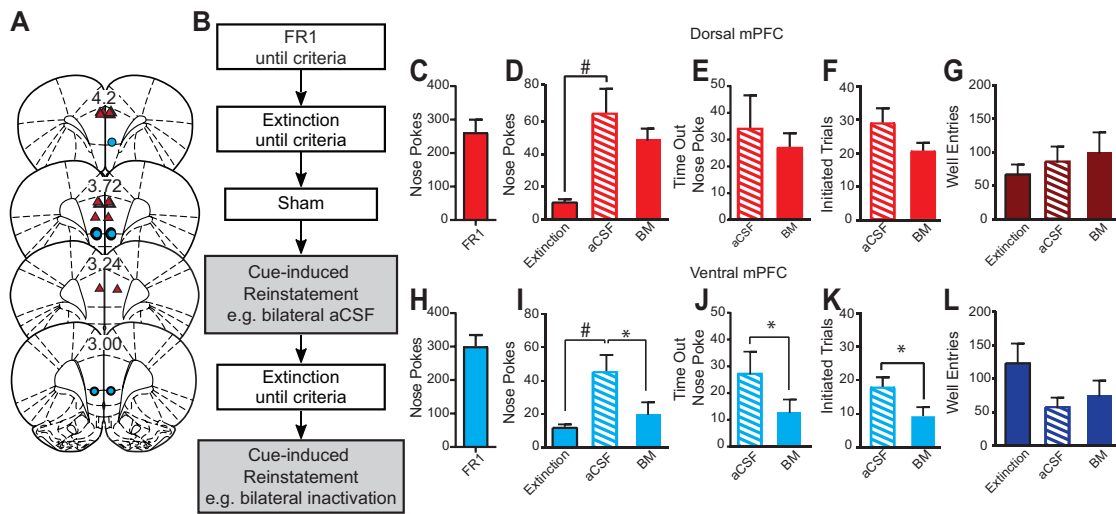 A
4.2
3.72
3.24
3.00
B
FR1
until criteria
Extinction
until criteria
Sham
Cue-induced
Reinstatement
e.g. bilateral aCSF
Extinction
until criteria
Cue-induced
Reinstatement
e.g. bilateral inactivation
Dorsal mPFC
C
Nose Pokes
400
300
200
100
0
FR1
D
Nose Pokes
80
60
40
20
0
#
Extinction
aCSF
BM
E
Time Out
Nose Poke
50
40
30
20
10
0
aCSF
BM
F
Initiated Trials
40
30
20
10
0
aCSF
BM
G
Well Entries
200
150
100
50
0
Extinction
aCSF
BM
Ventral mPFC
H
Nose Pokes
400
300
200
100
0
FR1
I
Nose Pokes
80
60
40
20
0
#
*
Extinction
aCSF
BM
J
Time Out
Nose Poke
50
40
30
20
10
0
*
aCSF
BM
K
Initiated Trials
40
30
20
10
0
*
aCSF
BM
L
Well Entries
200
150
100
50
0
Extinction
aCSF
BM